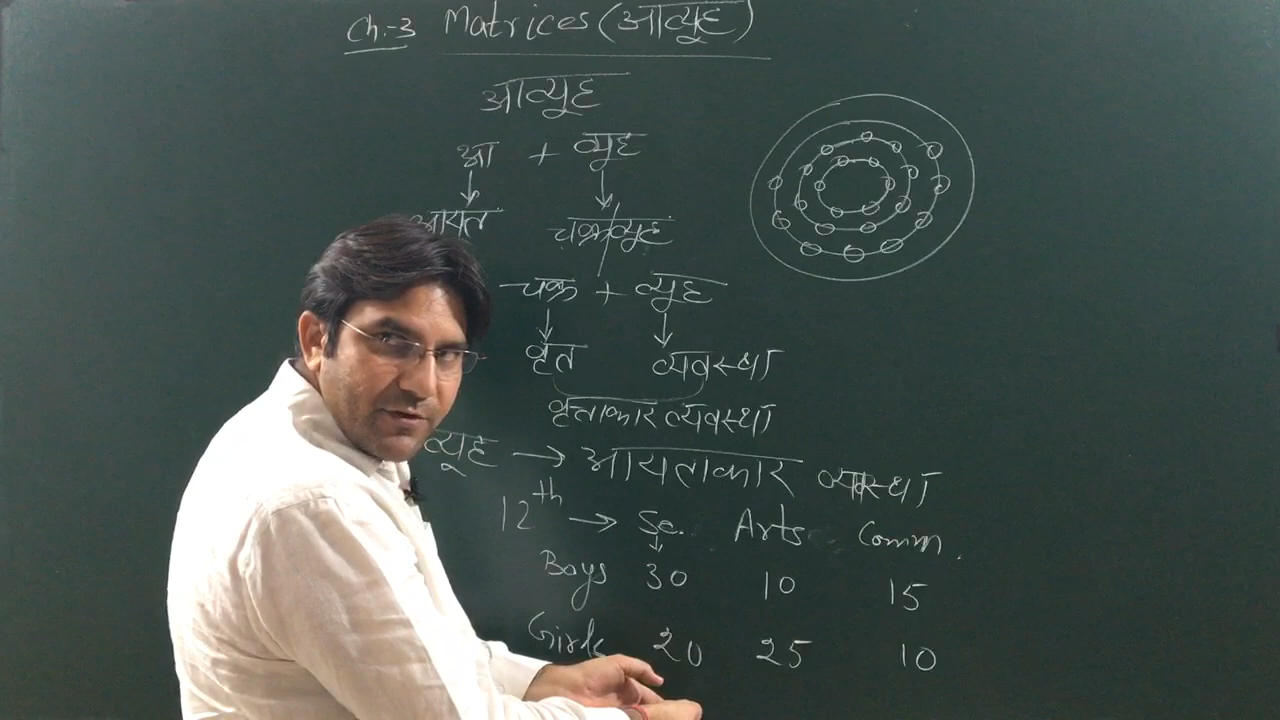 Ch:-3 Matrices (आव्यूह)
आव्यूह
आ + व्यूह
आयत चक्रव्यूह
चक्र + व्यूह
वृत व्यवस्था
वृताकार व्यवस्था
व्यूह → आयताकार व्यवस्था
12th → Sc. Arts Comm.
Boys 30 10 15
Girls 20 25 10